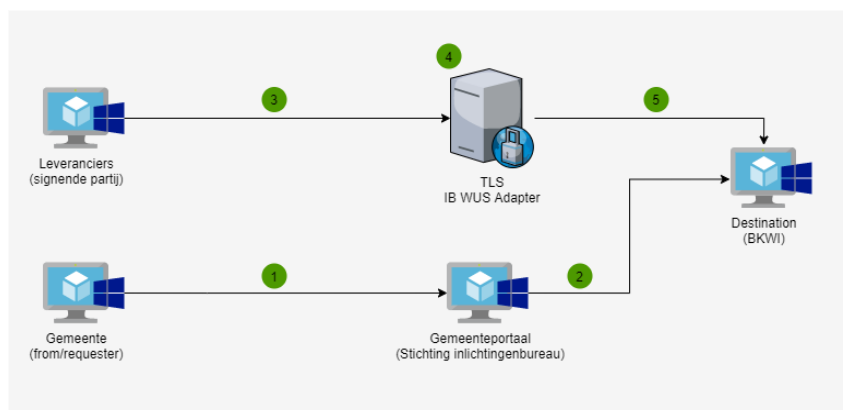 4
3
5
Leveranciers
(signende partij)
TLS
IB WUS Adapter
Destination
(BKWI)
1
2
Gemeente
(from/requester)
Gemeenteportaal
(Stichting inlichtingenbureau)